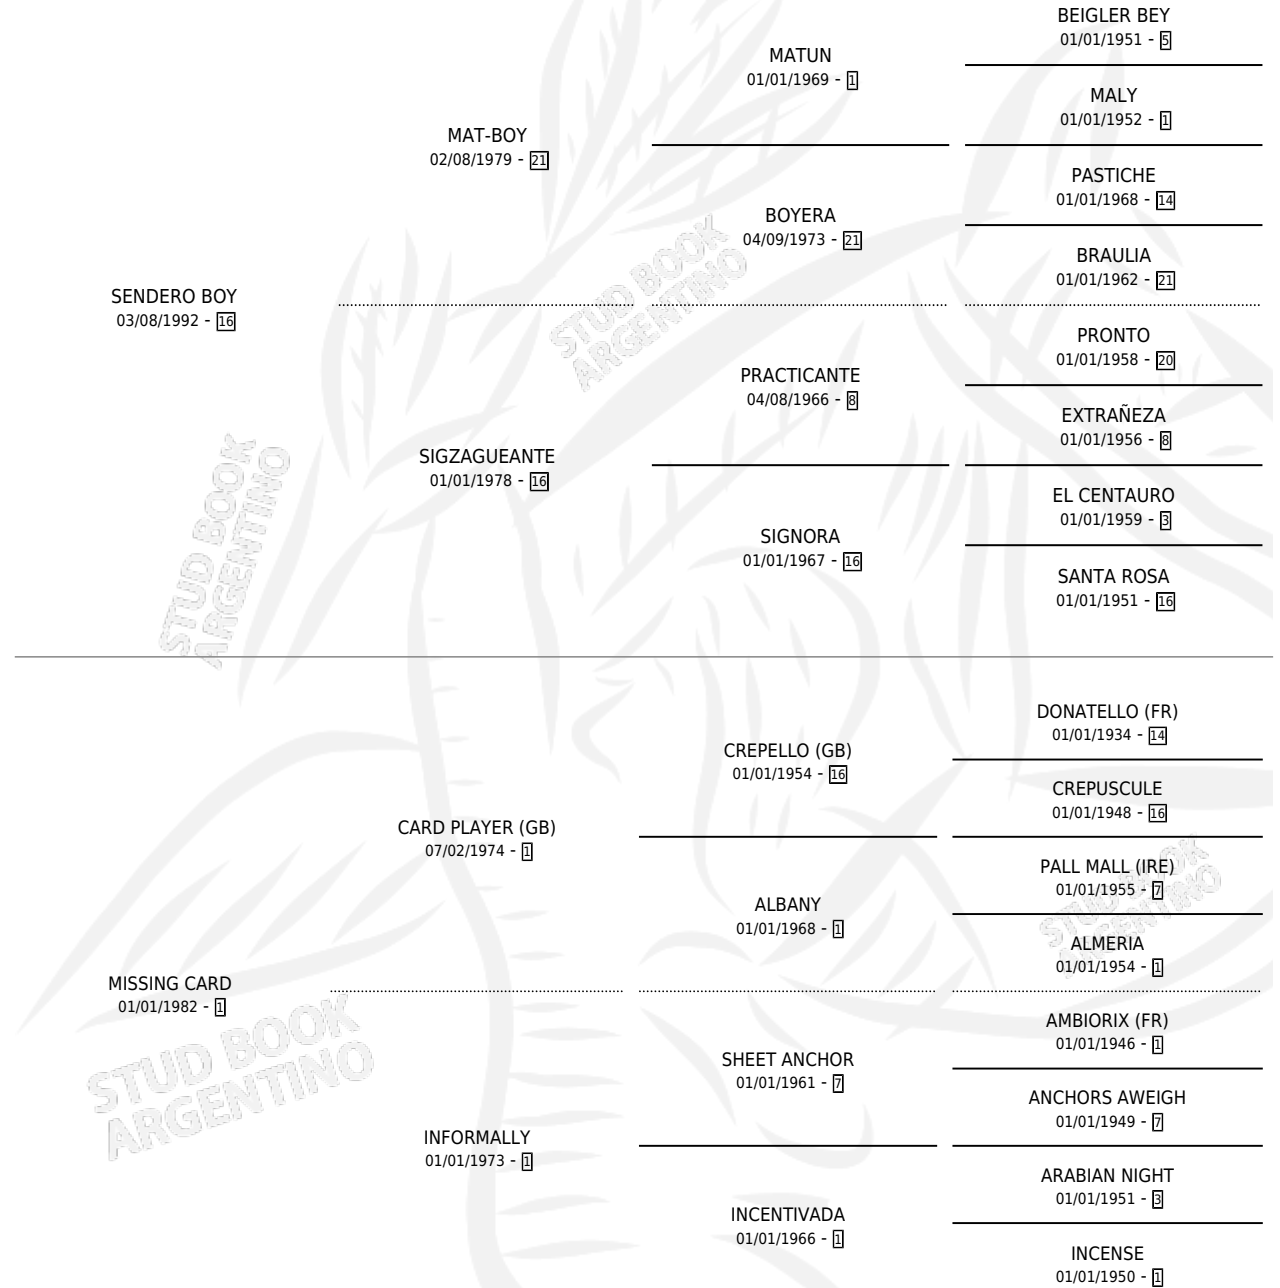 BEIGLER BEY
01/01/1951 - 5
MATUN
01/01/1969 - 1
MALY
01/01/1952 - 1
MAT-BOY
02/08/1979 - 21
PASTICHE
01/01/1968 - 14
BOYERA
04/09/1973 - 21
BRAULIA
01/01/1962 - 21
SENDERO BOY
03/08/1992 - 16
STUD BOOK
ARGENTINO
PRONTO
01/01/1958 - 20
PRACTICANTE
04/08/1966 - 8
EXTRAÑEZA
01/01/1956 - 8
SIGZAGUEANTE
01/01/1978 - 16
EL CENTAURO
01/01/1959 - 3
SIGNORA
01/01/1967 - 16
SANTA ROSA
01/01/1951 - 16
STUD BOOK
ARGENTINO
DONATELLO (FR)
01/01/1934 - 14
CREPELLO (GB)
01/01/1954 - 16
CREPUSCULE
01/01/1948 - 16
CARD PLAYER (GB)
07/02/1974 - 1
PALL MALL (IRE)
01/01/1955 - 7
ALBANY
01/01/1968 - 1
STUD BOOK
ARGENTINO
ALMERIA
01/01/1954 - 1
MISSING CARD
01/01/1982 - 1
AMBIORIX (FR)
01/01/1946 - 1
SHEET ANCHOR
01/01/1961 - 7
ANCHORS AWEIGH
01/01/1949 - 7
STUD BOOK
ARGENTINO
INFORMALLY
01/01/1973 - 1
ARABIAN NIGHT
01/01/1951 - 3
INCENTIVADA
01/01/1966 - 1
INCENSE
01/01/1950 - 1